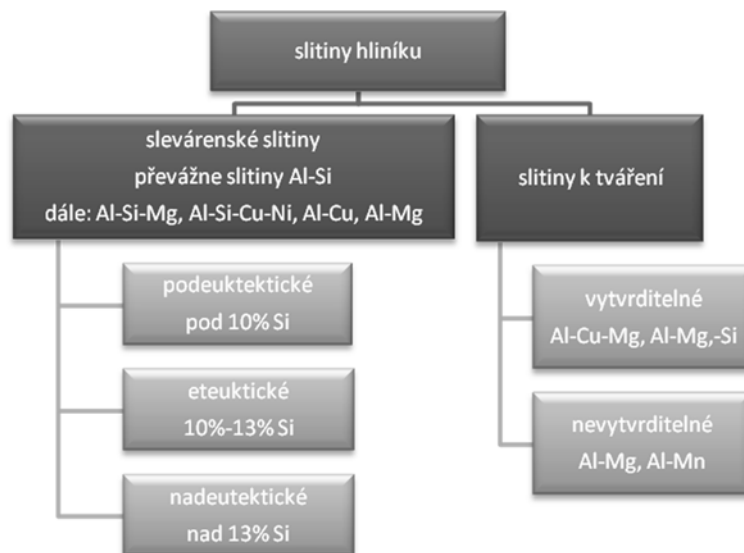 slitiny hliníku
slevárenské slitiny
převážne slitiny Al-Si
dále: Al-Si-Mg, Al-Si-Cu-Ni, Al-Cu, Al-Mg
podeuktektické
pod 10% Si
eteuktické
10%-13% Si
nadeutektické
nad 13% Si
slitiny k tváření
vytvrditelné
Al-Cu-Mg, Al-Mg,-Si
nevytvrditelné
Al-Mg, Al-Mn